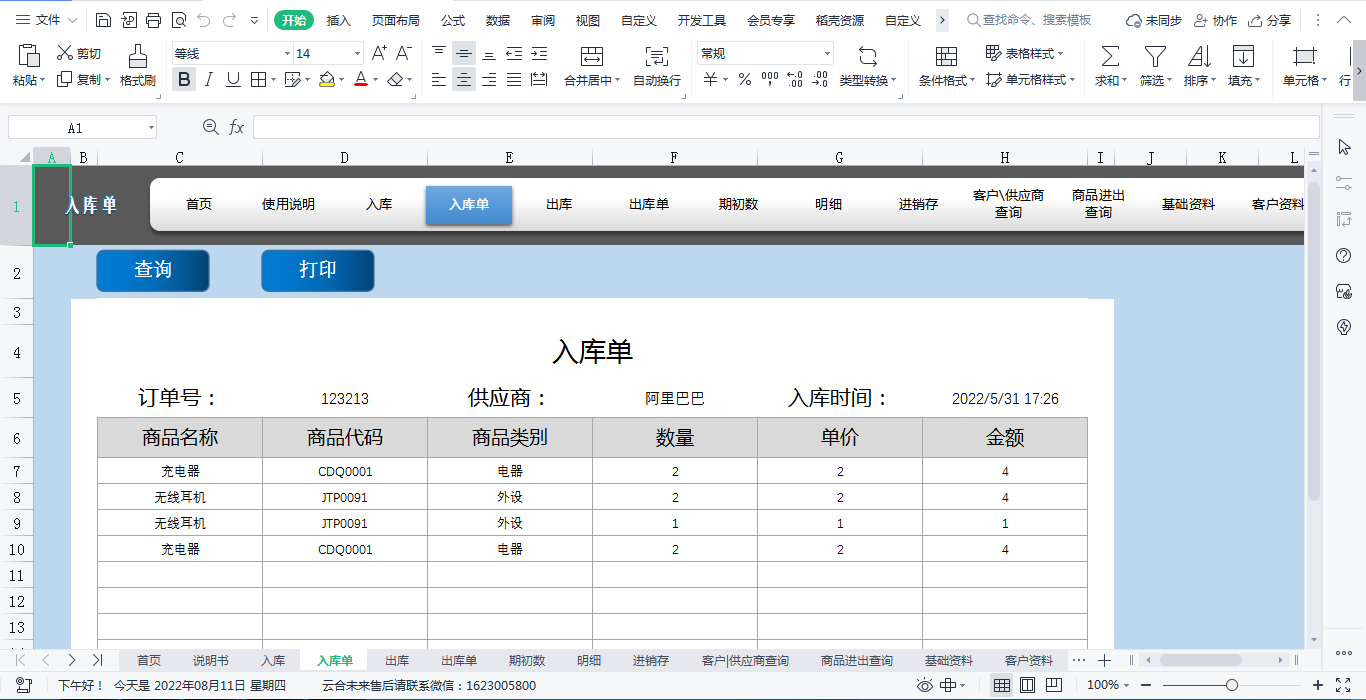 文件 开始 插入 页面布局 公式 数据 审阅 视图 自定义 开发工具 会员专享 稻壳资源 自定义 查找命令、搜索模板 未同步 协作 分享
剪切 等线 14 A⁺ A⁻ 常规 表格样式
粘贴 复制 格式刷 B I U A 合并居中 自动换行 ¥ % 类型转换 条件格式 单元格样式 求和 筛选 排序 填充 单元格 行
A1 fx
A B C D E F G H I J K L
1 入库单 首页 使用说明 入库 入库单 出库 出库单 期初数 明细 进销存 客户\供应商查询 商品进出查询 基础资料 客户资料
2 查询 打印
3
4 入库单
5 订单号： 123213 供应商： 阿里巴巴 入库时间： 2022/5/31 17:26
6 商品名称 商品代码 商品类别 数量 单价 金额
7 充电器 CDQ0001 电器 2 2 4
8 无线耳机 JTP0091 外设 2 2 4
9 无线耳机 JTP0091 外设 1 1 1
10 充电器 CDQ0001 电器 2 2 4
11
12
13
首页 说明书 入库 入库单 出库 出库单 期初数 明细 进销存 客户|供应商查询 商品进出查询 基础资料 客户资料 ···
下午好！ 今天是 2022年08月11日 星期四 云合未来售后请联系微信：1623005800 100%